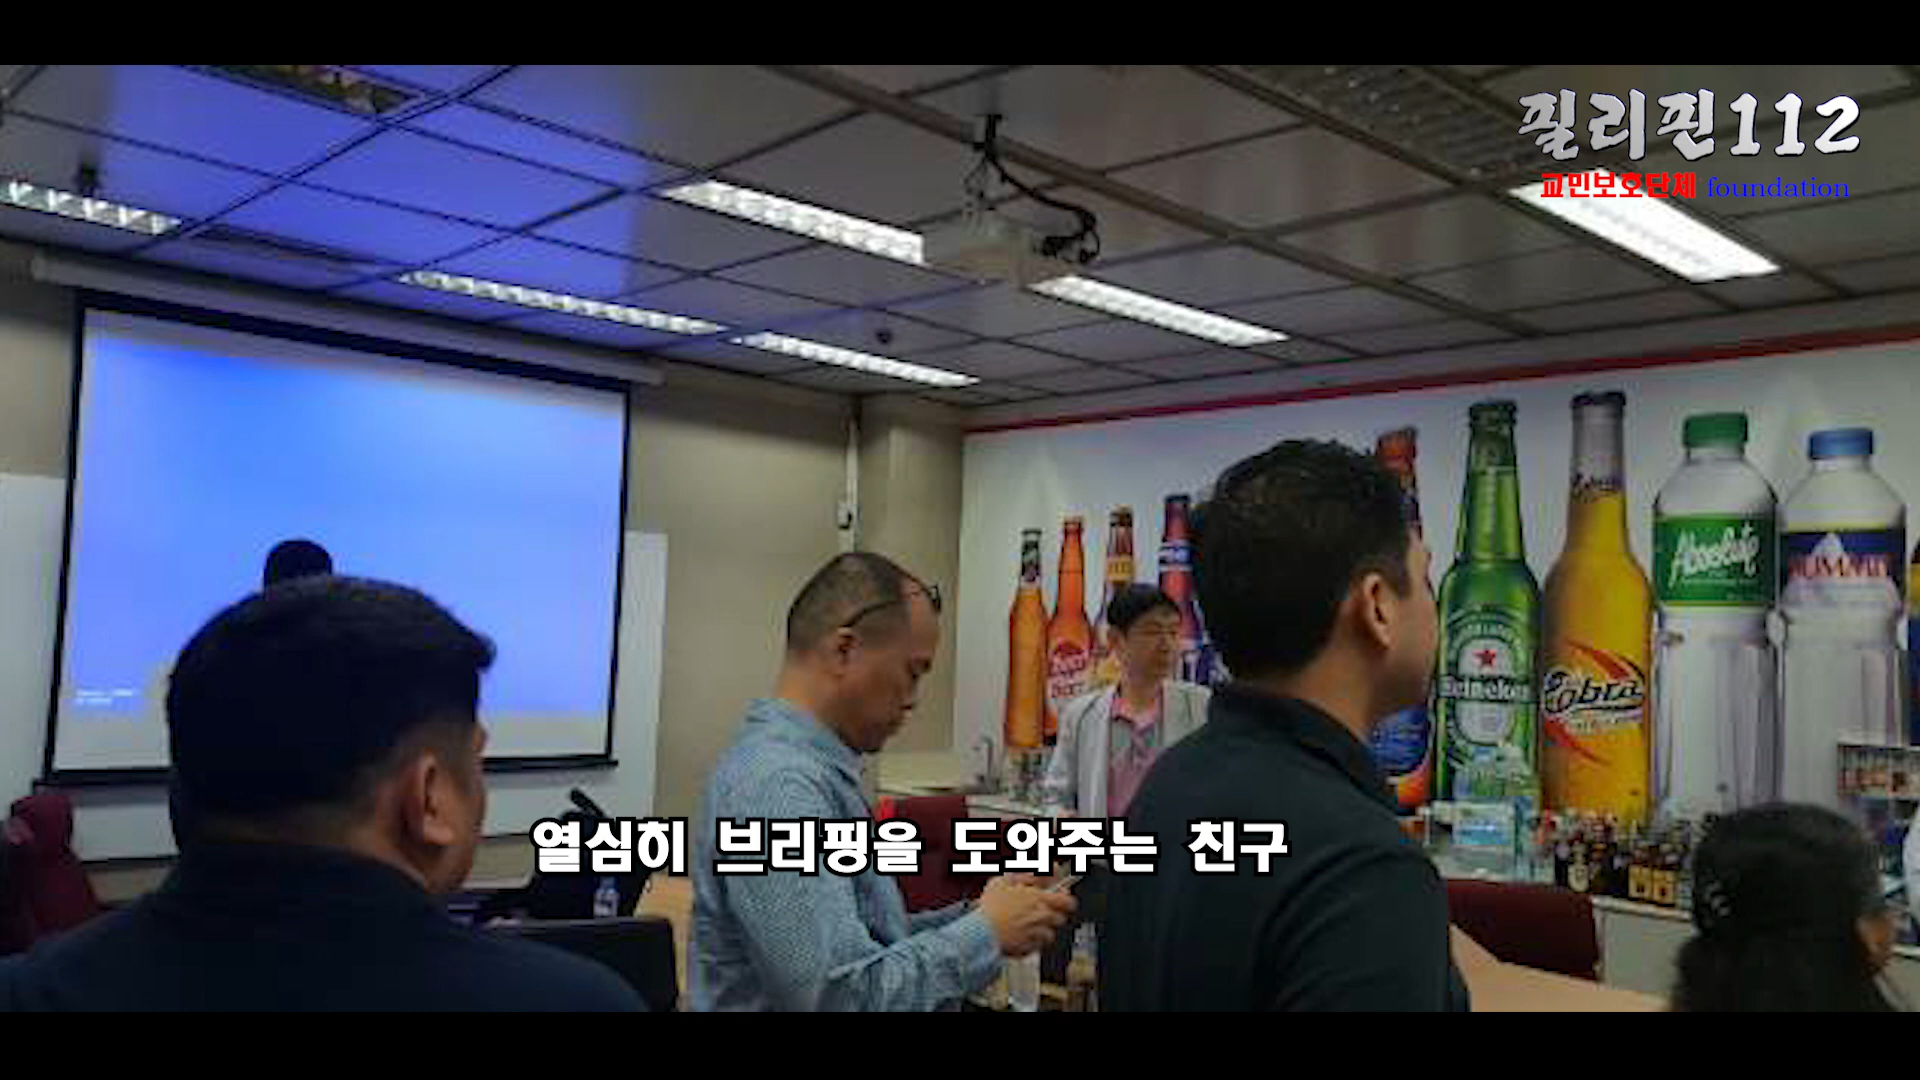 필리핀112
교민보호단체 foundation
Absolute
SUMMIT
Heineken
Cobra
열심히 브리핑을 도와주는 친구